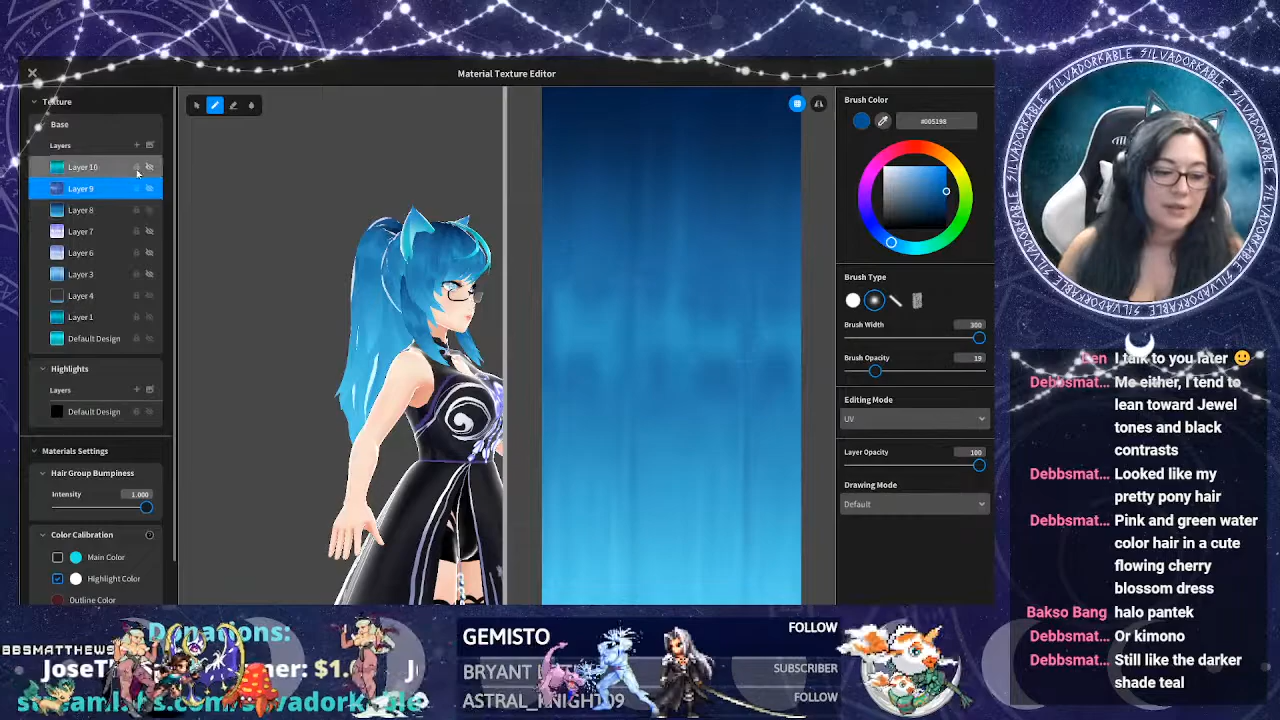 Material Texture Editor
Texture
Base
Layers
Layer 10
Layer 9
Layer 8
Layer 7
Layer 6
Layer 3
Layer 4
Layer 1
Default Design
Highlights
Layers
Default Design
Materials Settings
Hair Group Bumpiness
Intensity
1.000
Color Calibration
Main Color
Highlight Color
Outline Color
Brush Color
#005198
Brush Type
Brush Width
300
Brush Opacity
19
Editing Mode
UV
Layer Opacity
100
Drawing Mode
Default
SILVADORKABLE
SILVADORKABLE
SILVADORKABLE
I talk to you later 🙂
Debbsmat... Me either, I tend to
lean toward Jewel
tones and black
contrasts
Debbsmat... Looked like my
pretty pony hair
Debbsmat... Pink and green water
color hair in a cute
flowing cherry
blossom dress
Bakso Bang halo pantek
Debbsmat... Or kimono
Debbsmat... Still like the darker
shade teal
Donations:
GEMISTO
FOLLOW
BRYANT
SUBSCRIBER
ASTRAL_KNIGHT09
FOLLOW